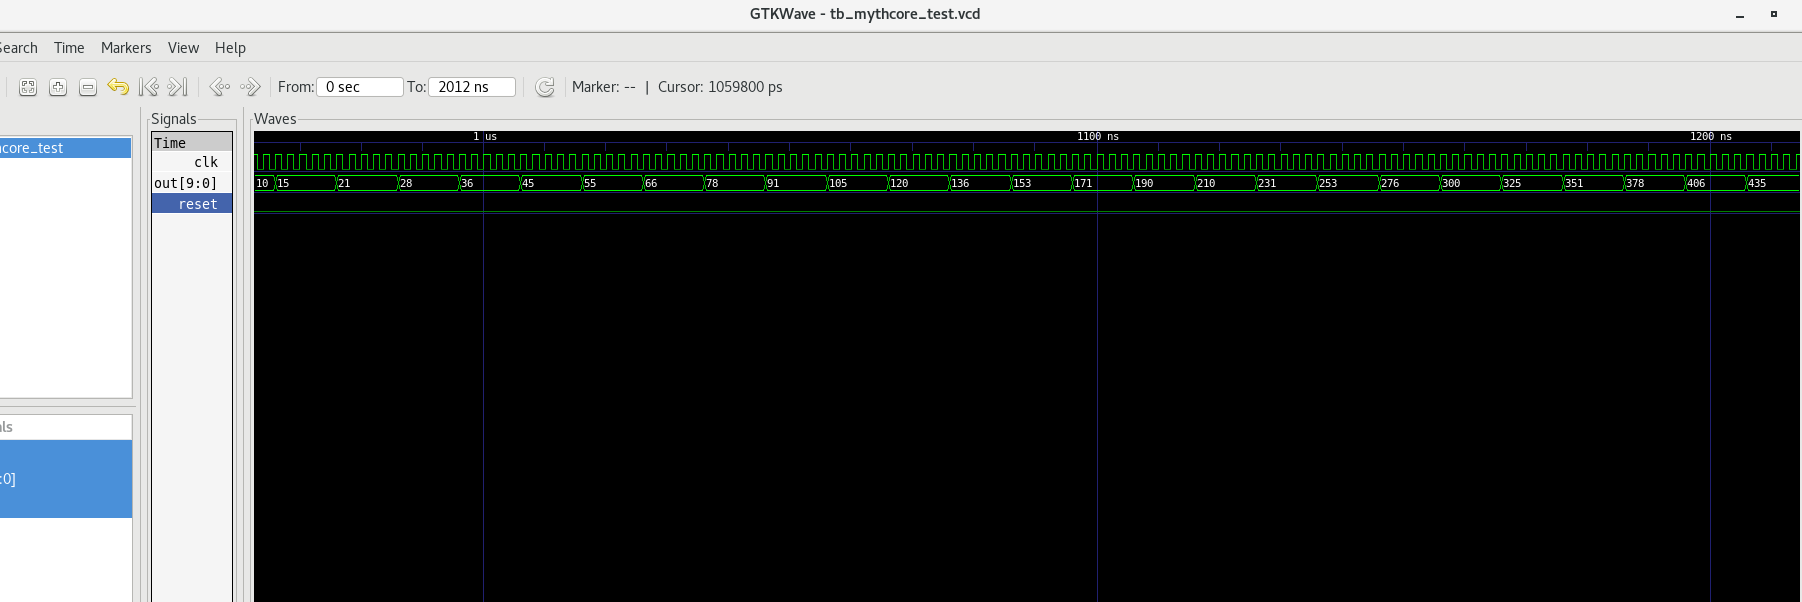 GTKWave - tb_mythcore_test.vcd
Search Time Markers View Help
From: 0 sec To: 2012 ns Marker: -- | Cursor: 1059800 ps
Signals Waves
core_test
Time 1 us 1100 ns 1200 ns
clk
out[9:0] 10 15 21 28 36 45 55 66 78 91 105 120 136 153 171 190 210 231 253 276 300 325 351 378 406 435
reset
ls
:0]